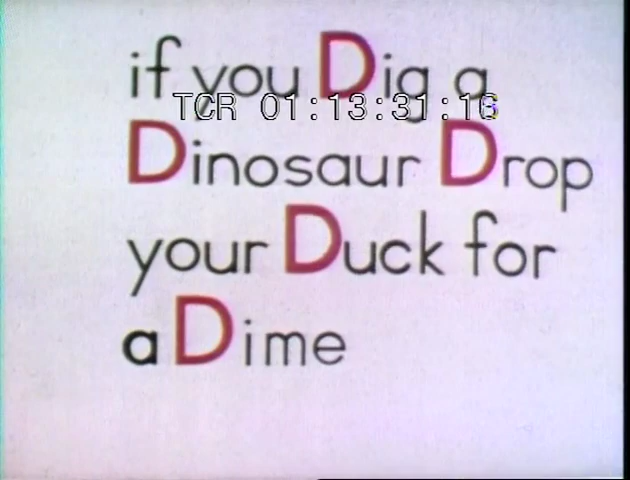 if you Dig a
TCR 01:13:31:16
Dinosaur Drop
your Duck for
a Dime